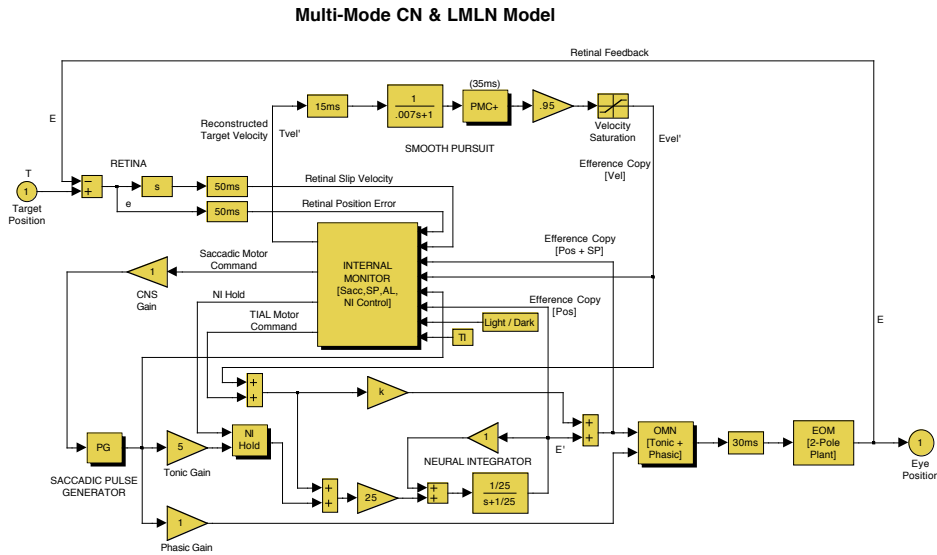 Multi-Mode CN & LMLN Model
Retinal Feedback
(35ms)
15ms
1
.007s+1
PMC+
.95
Velocity
Saturation
Reconstructed
Target Velocity
Tvel'
SMOOTH PURSUIT
Evel'
Efference Copy
[Vel]
E
RETINA
T
1
Target
Position
−
+
s
e
50ms
50ms
Retinal Slip Velocity
Retinal Position Error
Saccadic Motor
Command
1
CNS
Gain
NI Hold
TIAL Motor
Command
INTERNAL
MONITOR
[Sacc,SP,AL,
NI Control]
Efference Copy
[Pos + SP]
Efference Copy
[Pos]
Light / Dark
TI
E
+
+
k
PG
SACCADIC PULSE
GENERATOR
5
Tonic Gain
NI
Hold
1
NEURAL INTEGRATOR
E'
+
+
OMN
[Tonic +
Phasic]
30ms
EOM
[2-Pole
Plant]
1
Eye
Position
+
+
25
+
+
1/25
s+1/25
1
Phasic Gain